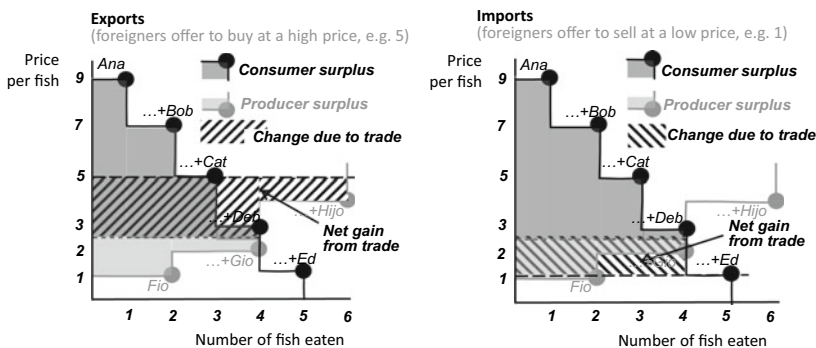 Exports
(foreigners offer to buy at a high price, e.g. 5)
Price
per fish
9
7
5
3
2
1
Ana
…+Bob
…+Cat
…+Deb
…+Ed
Fio
…+Gio
…+Hijo
Consumer surplus
Producer surplus
Change due to trade
Net gain
from trade
1 2 3 4 5 6
Number of fish eaten
Imports
(foreigners offer to sell at a low price, e.g. 1)
Price
per fish
9
7
5
3
2
1
Ana
…+Bob
…+Cat
…+Deb
…+Ed
Fio
…+Gio
…+Hijo
Consumer surplus
Producer surplus
Change due to trade
Net gain
from trade
1 2 3 4 5 6
Number of fish eaten